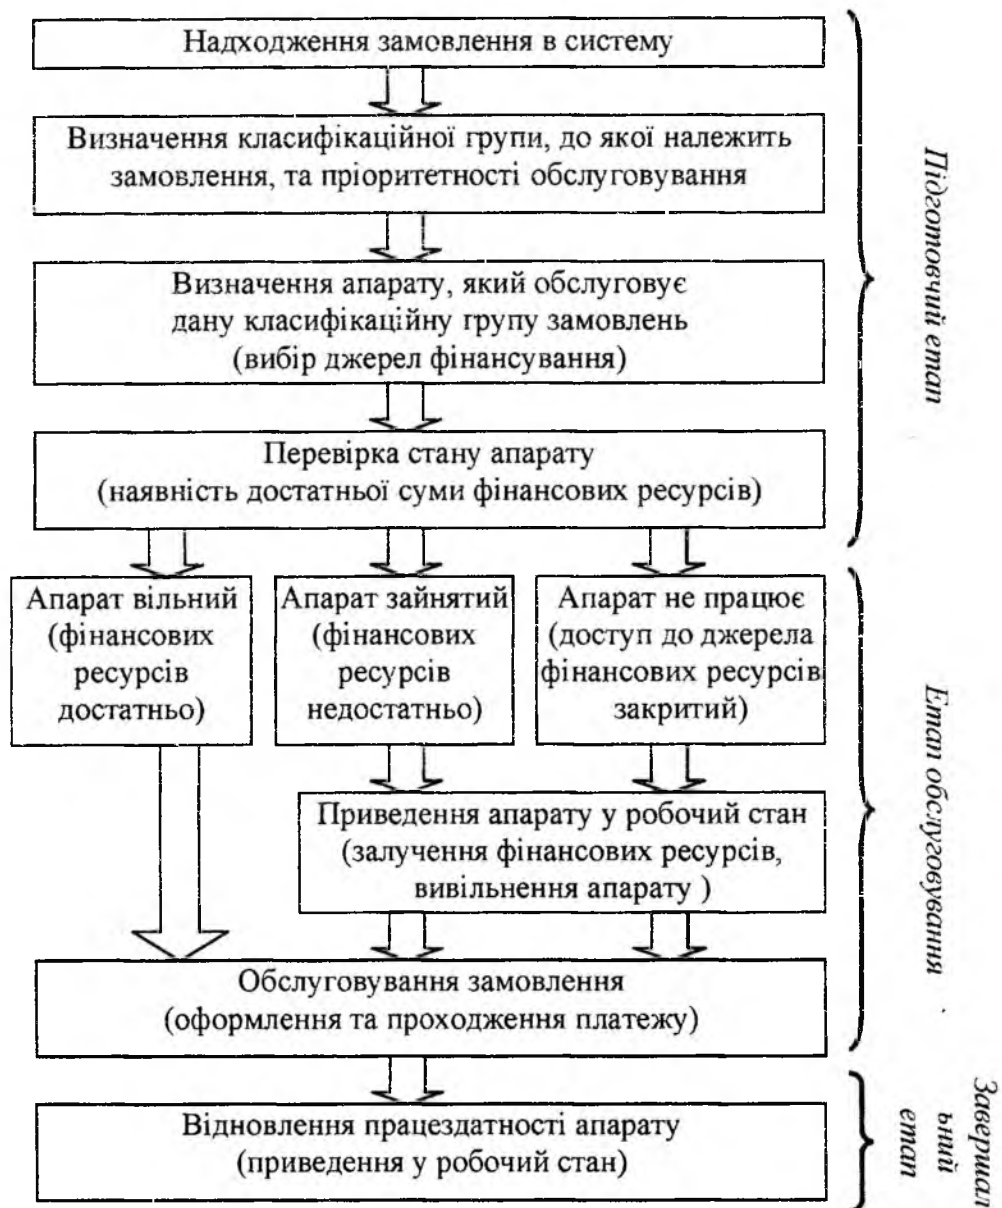 Надходження замовлення в систему
Визначення класифікаційної групи, до якої належить
замовлення, та пріоритетності обслуговування
Визначення апарату, який обслуговує
дану класифікаційну групу замовлень
(вибір джерел фінансування)
Перевірка стану апарату
(наявність достатньої суми фінансових ресурсів)
Підготовчий етап
Апарат вільний
(фінансових
ресурсів
достатньо)
Апарат зайнятий
(фінансових
ресурсів
недостатньо)
Апарат не працює
(доступ до джерела
фінансових ресурсів
закритий)
Приведення апарату у робочий стан
(залучення фінансових ресурсів,
вивільнення апарату )
Обслуговування замовлення
(оформлення та проходження платежу)
Етап обслуговування
Відновлення працездатності апарату
(приведення у робочий стан)
Завершал
ьний
етап